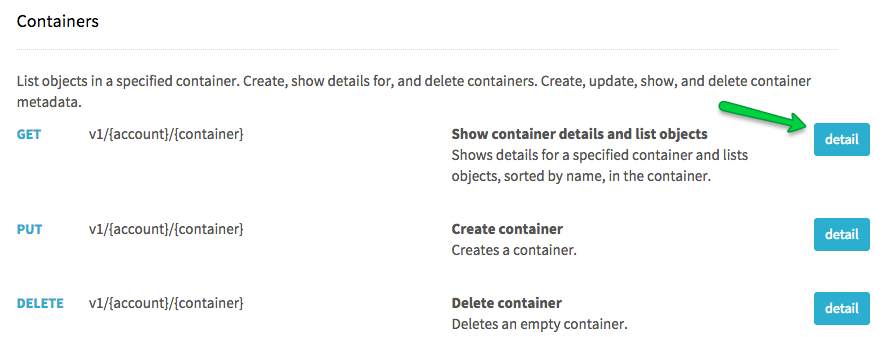 Containers
List objects in a specified container. Create, show details for, and delete containers. Create, update, show, and delete container
metadata.
GET v1/{account}/{container} Show container details and list objects detail
Shows details for a specified container and lists
objects, sorted by name, in the container.
PUT v1/{account}/{container} Create container detail
Creates a container.
DELETE v1/{account}/{container} Delete container detail
Deletes an empty container.